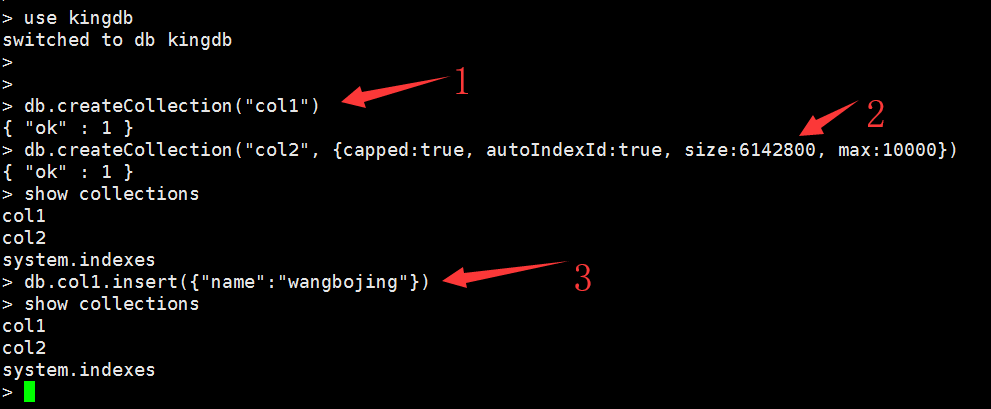 > use kingdb
switched to db kingdb
>
>
> db.createCollection("col1") 1
{ "ok" : 1 } 2
> db.createCollection("col2", {capped:true, autoIndexId:true, size:6142800, max:10000})
{ "ok" : 1 }
> show collections
col1
col2
system.indexes
> db.col1.insert({"name":"wangbojing"}) 3
> show collections
col1
col2
system.indexes
>